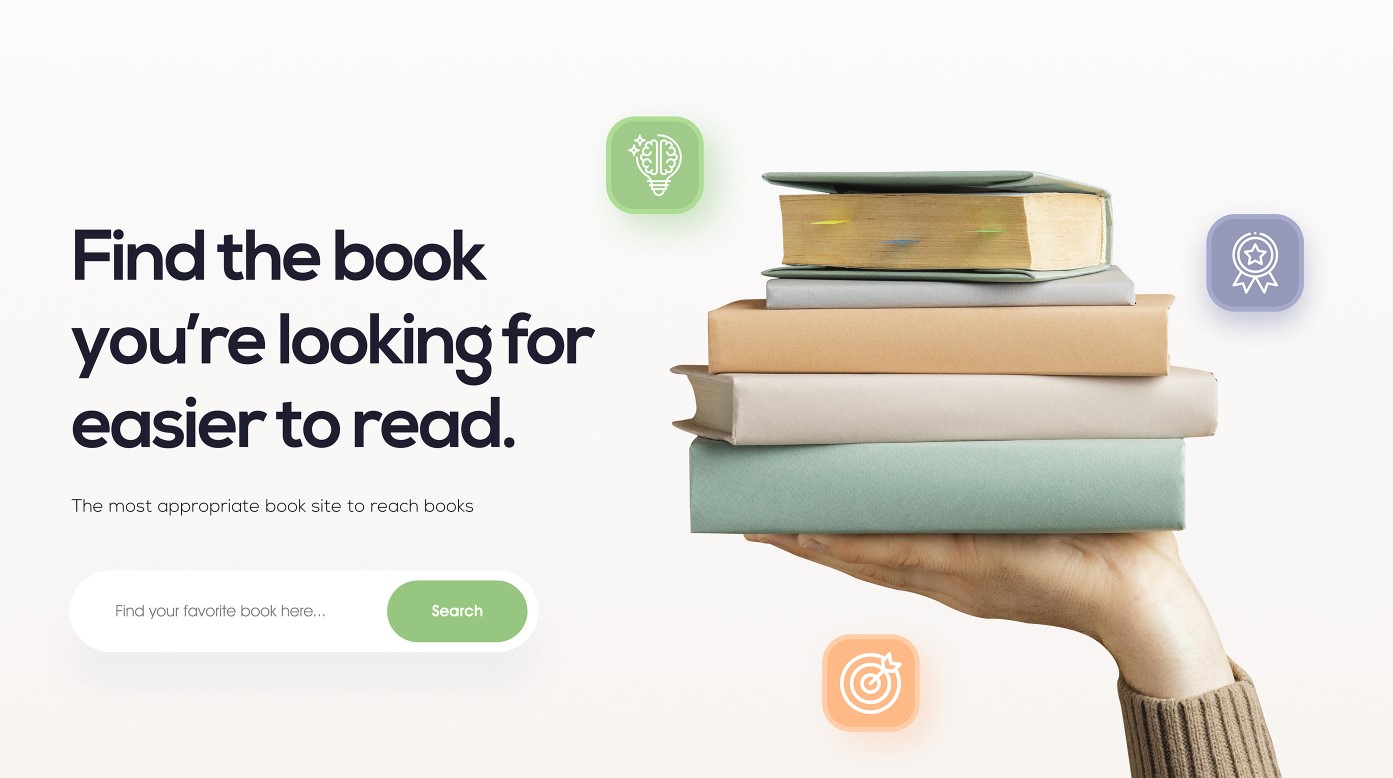 Find the book
you’re looking for
easier to read.
The most appropriate book site to reach books
Find your favorite book here...
Search